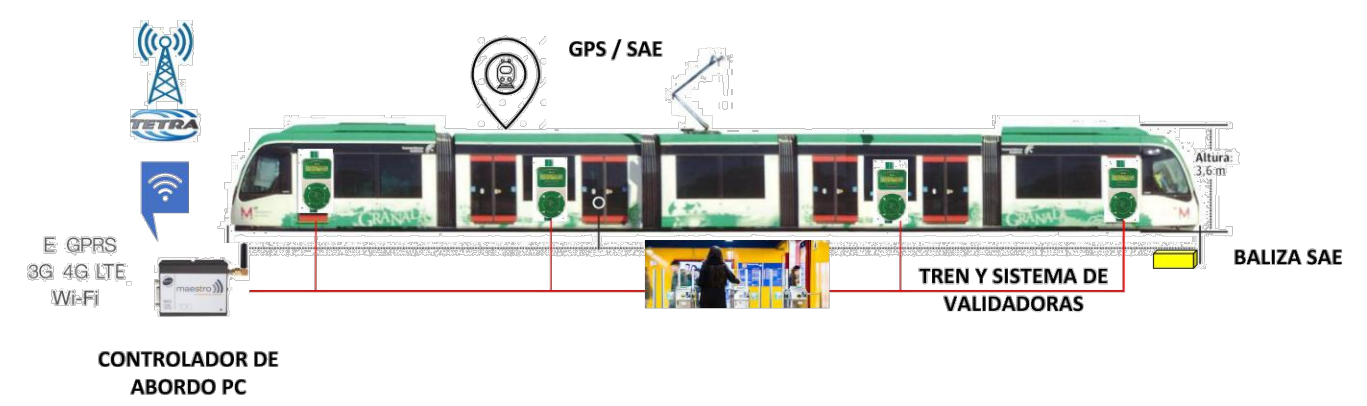 GPS / SAE
TETRA
Altura:
3,6 m
M
GRANADA
GRANADA
M
E GPRS
3G 4G LTE
Wi-Fi
maestro
BALIZA SAE
TREN Y SISTEMA DE
VALIDADORAS
CONTROLADOR DE
ABORDO PC